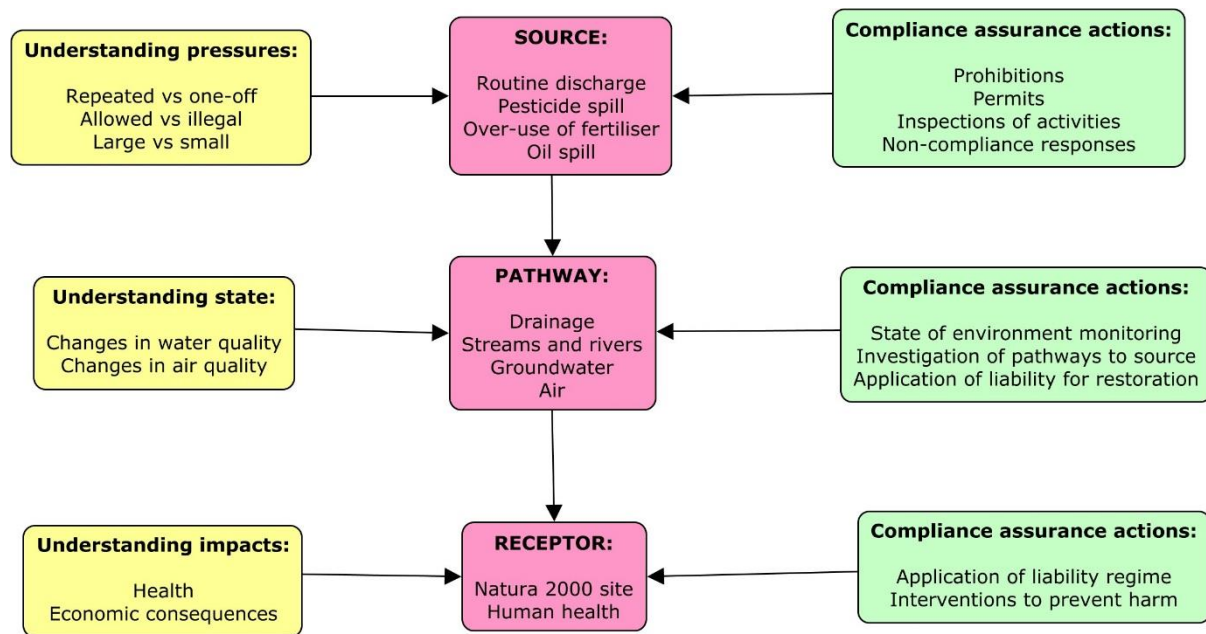 Understanding pressures:
Repeated vs one-off
Allowed vs illegal
Large vs small
SOURCE:
Routine discharge
Pesticide spill
Over-use of fertiliser
Oil spill
Compliance assurance actions:
Prohibitions
Permits
Inspections of activities
Non-compliance responses
Understanding state:
Changes in water quality
Changes in air quality
PATHWAY:
Drainage
Streams and rivers
Groundwater
Air
Compliance assurance actions:
State of environment monitoring
Investigation of pathways to source
Application of liability for restoration
Understanding impacts:
Health
Economic consequences
RECEPTOR:
Natura 2000 site
Human health
Compliance assurance actions:
Application of liability regime
Interventions to prevent harm